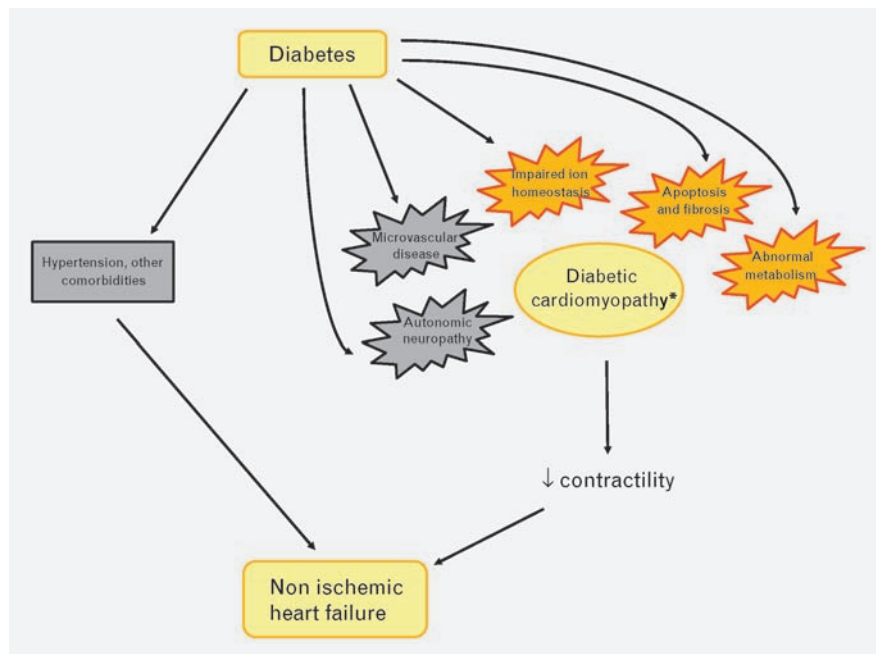 Diabetes
Impaired ion
homeostasis
Apoptosis
and fibrosis
Microvascular
disease
Abnormal
metabolism
Hypertension, other
comorbidities
Diabetic
cardiomyopathy*
Autonomic
neuropathy
↓ contractility
Non ischemic
heart failure